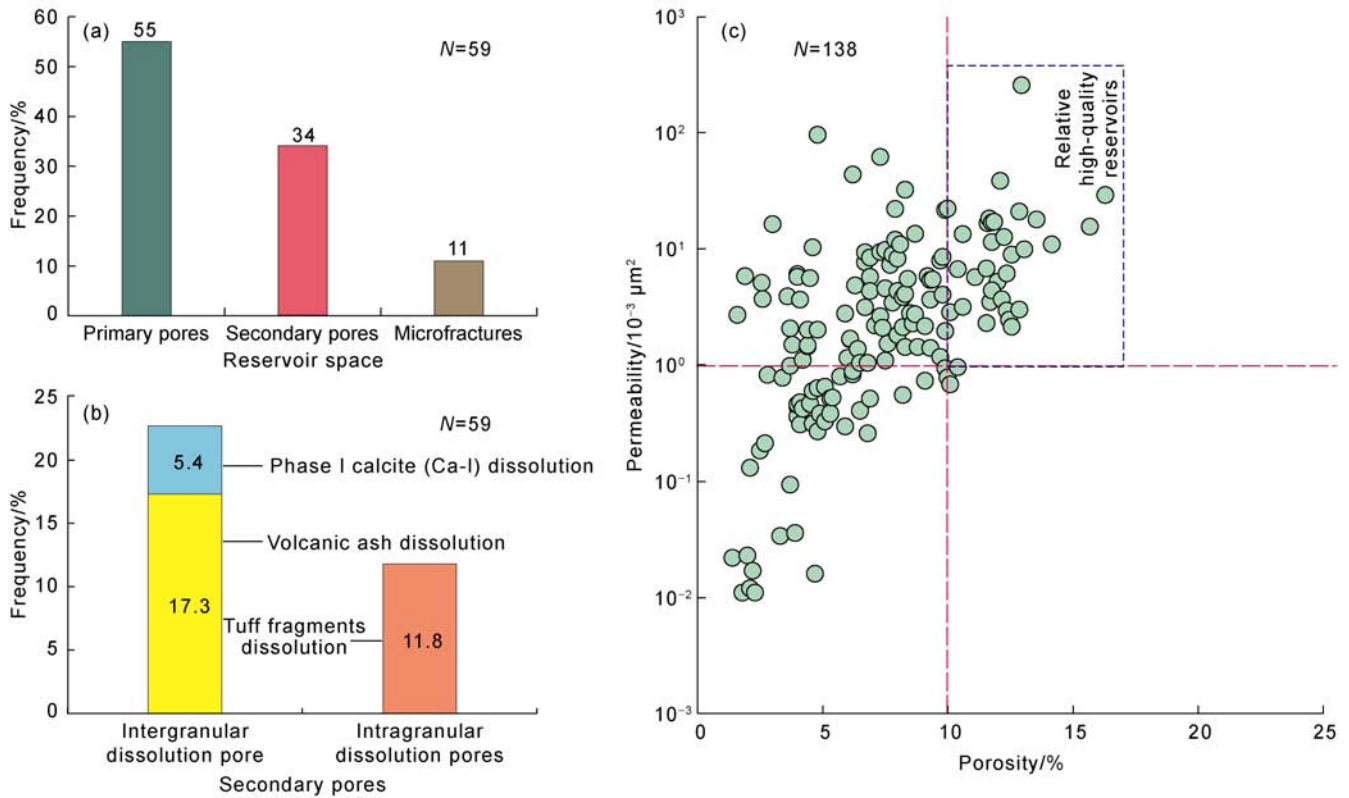 (a)
N=59
Frequency/%
60
50
40
30
20
10
0
55
34
11
Primary pores
Secondary pores
Microfractures
Reservoir space
(b)
N=59
Frequency/%
25
20
15
10
5
0
5.4
17.3
11.8
Phase I calcite (Ca-I) dissolution
Volcanic ash dissolution
Tuff fragments
dissolution
Intergranular
dissolution pore
Intragranular
dissolution pores
Secondary pores
(c)
N=138
Relative
high-quality
reservoirs
Permeability/10⁻³ μm²
10³
10²
10¹
10⁰
10⁻¹
10⁻²
10⁻³
0
5
10
15
20
25
Porosity/%